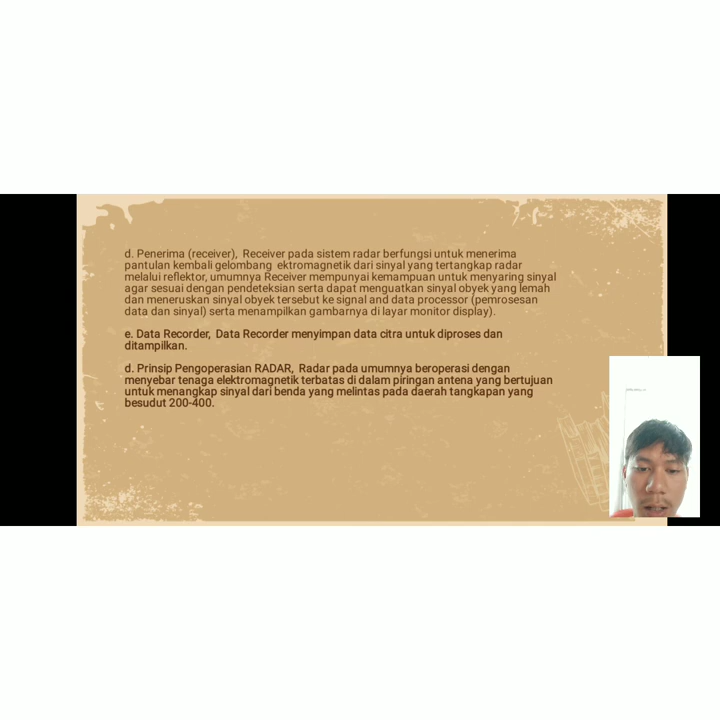 d. Penerima (receiver), Receiver pada sistem radar berfungsi untuk menerima
pantulan kembali gelombang ektromagnetik dari sinyal yang tertangkap radar
melalui reflektor, umumnya Receiver mempunyai kemampuan untuk menyaring sinyal
agar sesuai dengan pendeteksian serta dapat menguatkan sinyal obyek yang lemah
dan meneruskan sinyal obyek tersebut ke signal and data processor (pemrosesan
data dan sinyal) serta menampilkan gambarnya di layar monitor display).
e. Data Recorder, Data Recorder menyimpan data citra untuk diproses dan
ditampilkan.
d. Prinsip Pengoperasian RADAR, Radar pada umumnya beroperasi dengan
menyebar tenaga elektromagnetik terbatas di dalam piringan antena yang bertujuan
untuk menangkap sinyal dari benda yang melintas pada daerah tangkapan yang
besudut 200-400.